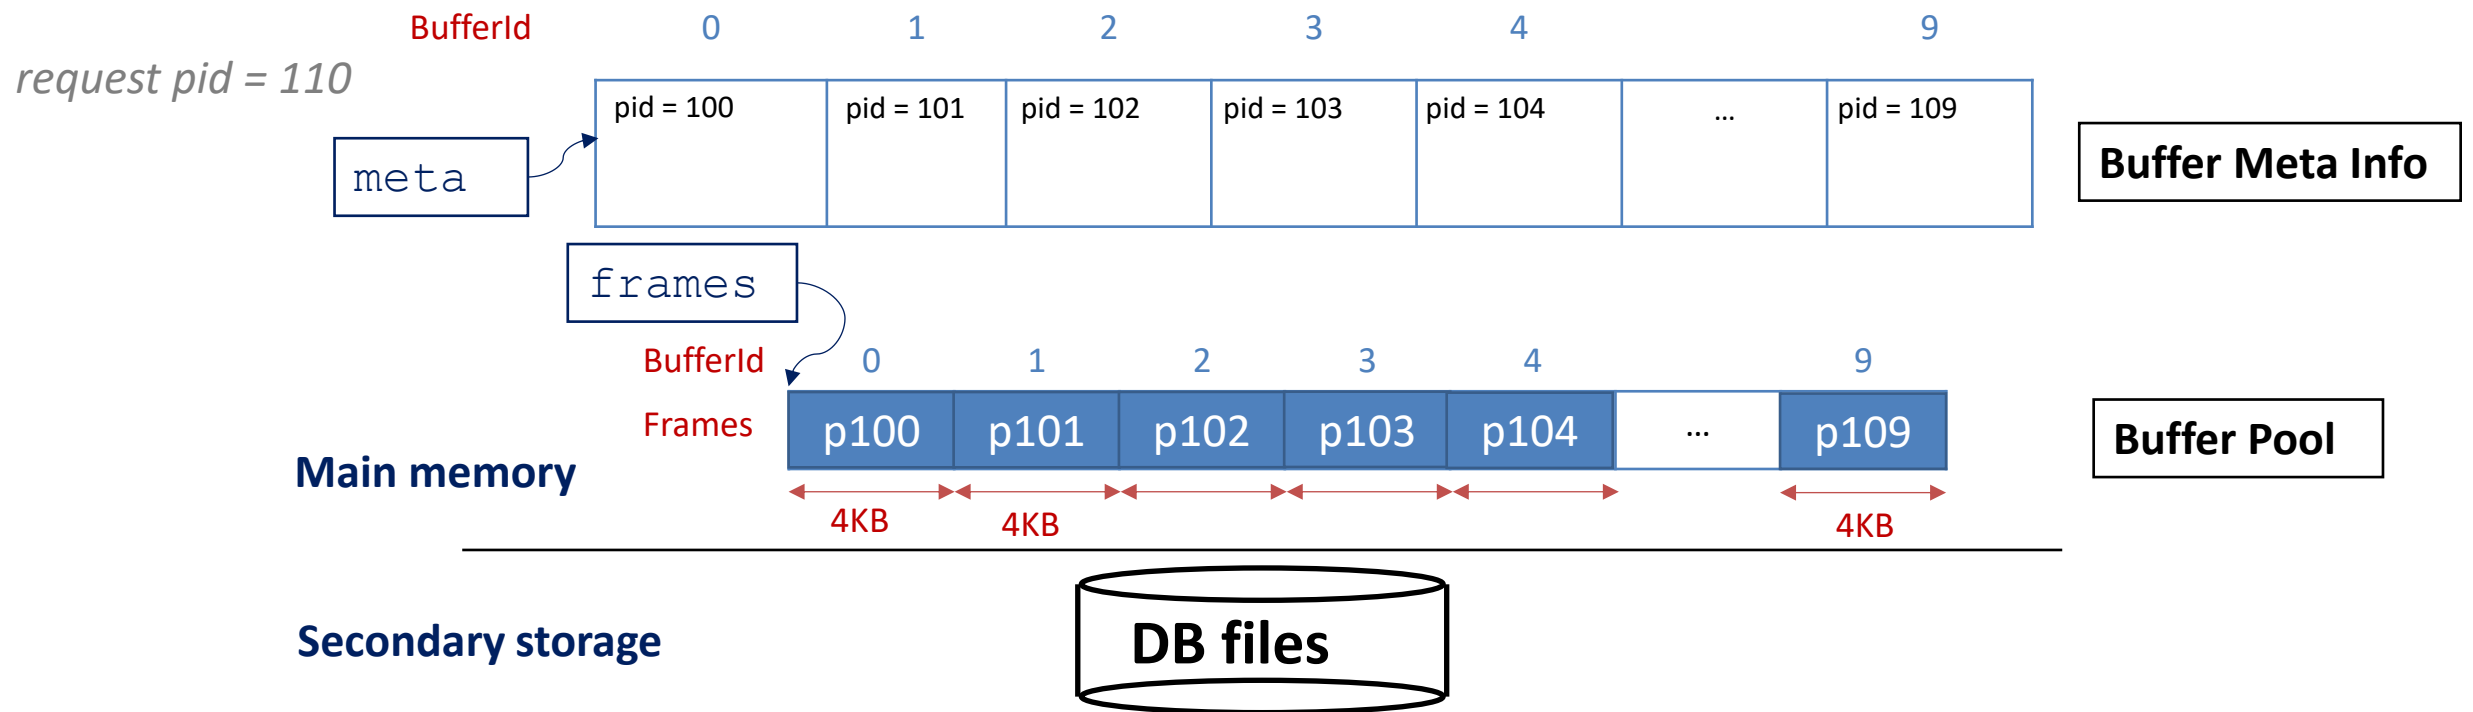 BufferId 0 1 2 3 4 9
request pid = 110
pid = 100 pid = 101 pid = 102 pid = 103 pid = 104 ... pid = 109
meta
Buffer Meta Info
frames
BufferId 0 1 2 3 4 9
Frames p100 p101 p102 p103 p104 ... p109
Buffer Pool
Main memory
4KB 4KB 4KB
Secondary storage
DB files